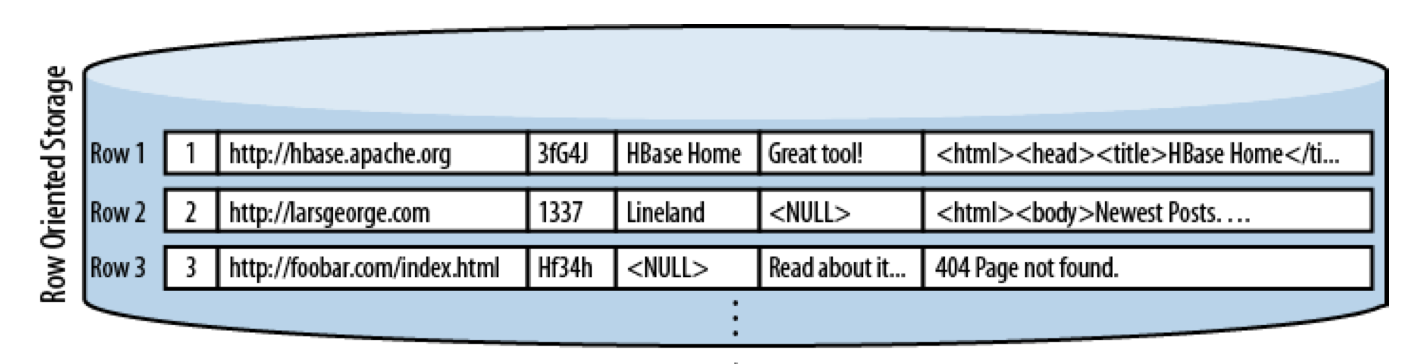 Row Oriented Storage
Row 1 1 http://hbase.apache.org 3fG4J HBase Home Great tool! <html><head><title>HBase Home</ti...
Row 2 2 http://larsgeorge.com 1337 Lineland <NULL> <html><body>Newest Posts. ...
Row 3 3 http://foobar.com/index.html Hf34h <NULL> Read about it... 404 Page not found.